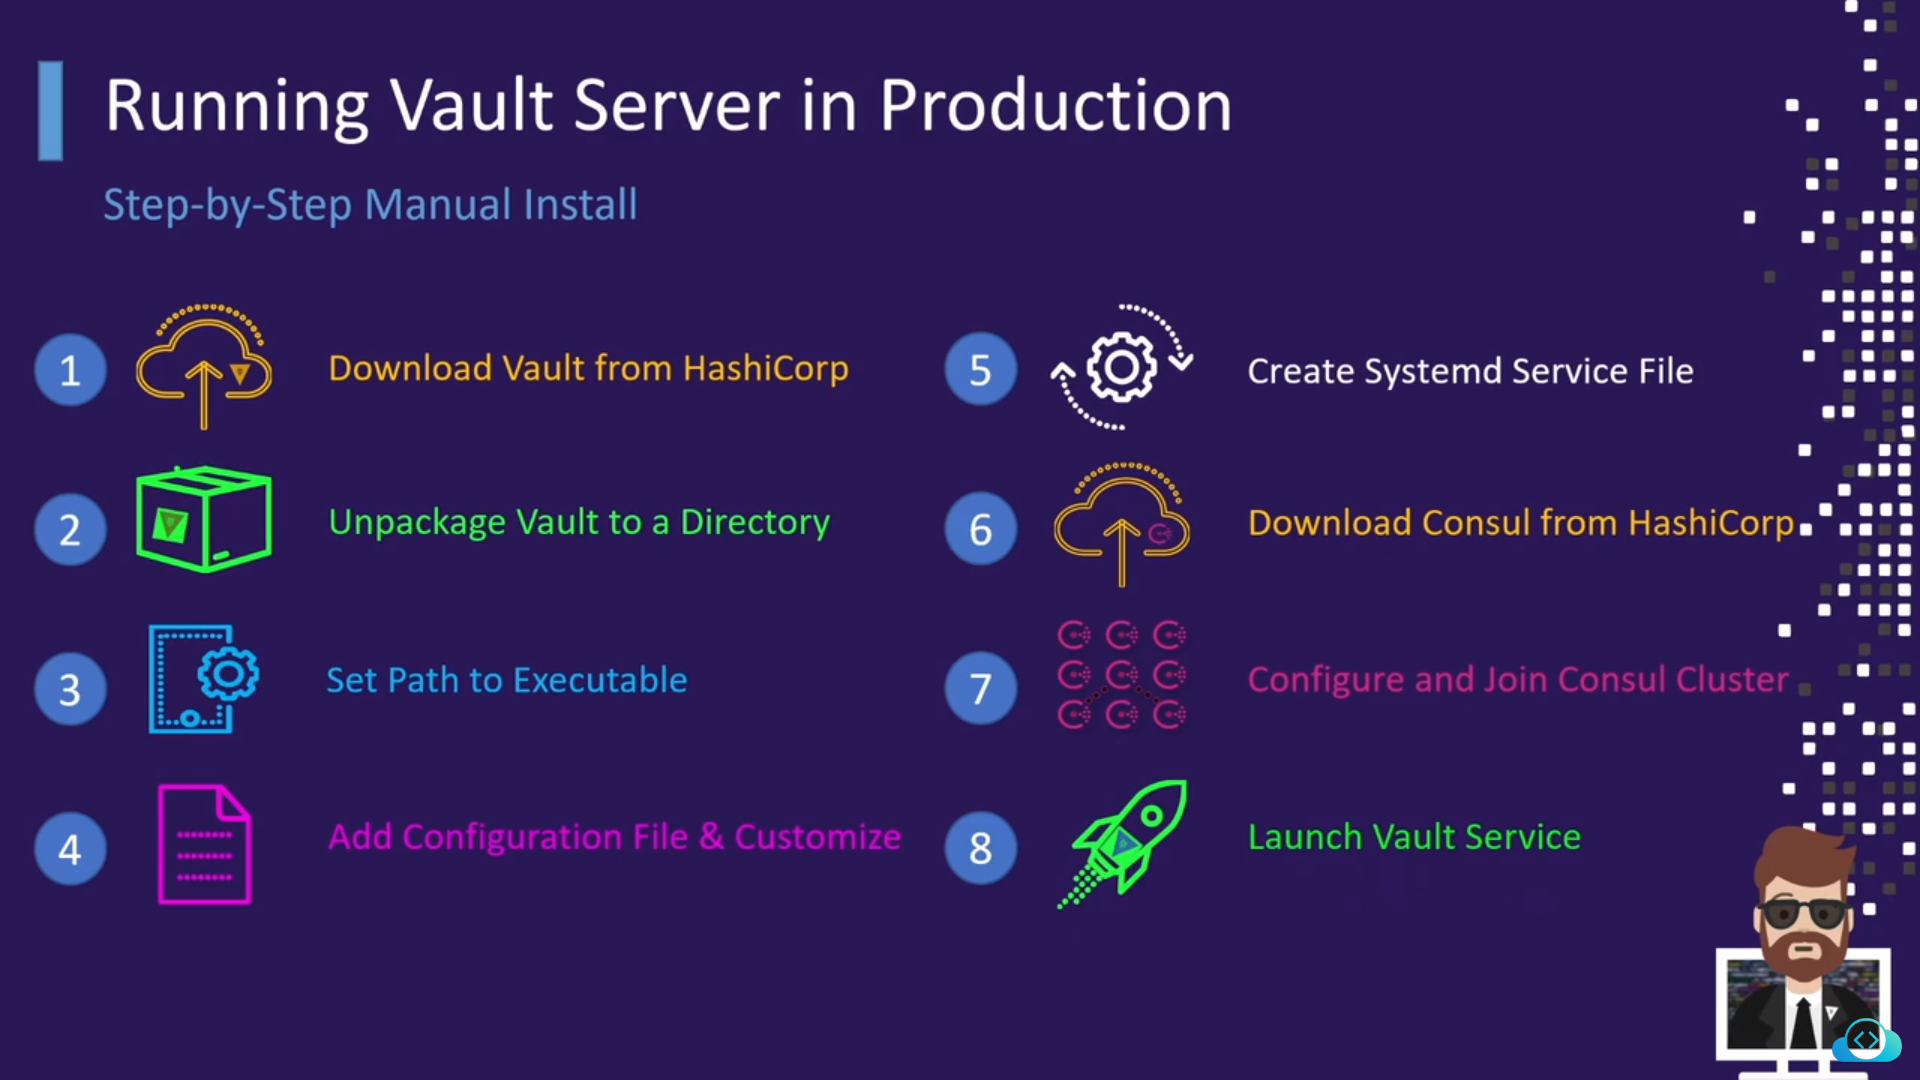 Running Vault Server in Production
Step-by-Step Manual Install
1 Download Vault from HashiCorp
2 Unpackage Vault to a Directory
3 Set Path to Executable
4 Add Configuration File & Customize
5 Create Systemd Service File
6 Download Consul from HashiCorp
7 Configure and Join Consul Cluster
8 Launch Vault Service